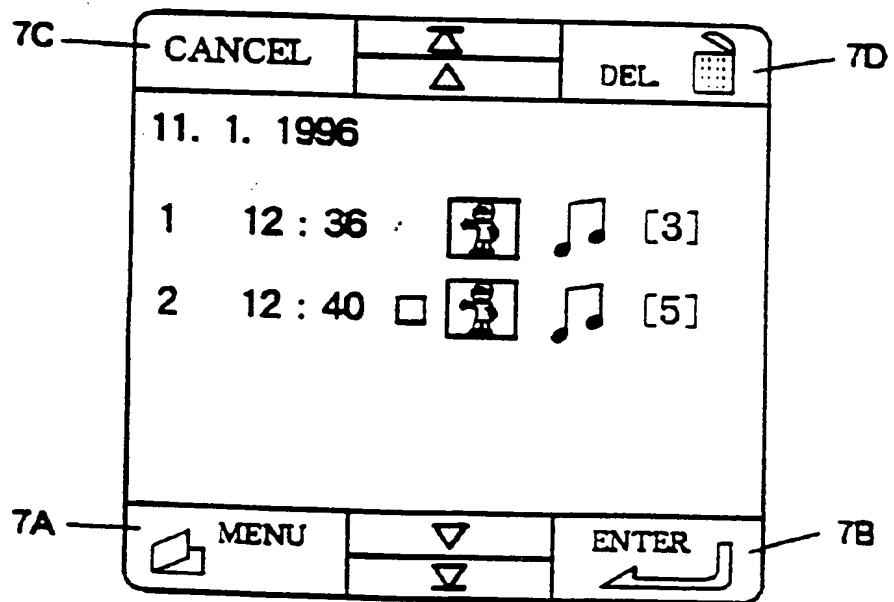 7C
CANCEL
DEL.
7D
11. 1. 1996
1 12 : 36 [3]
2 12 : 40 [5]
7A
MENU
ENTER
7B